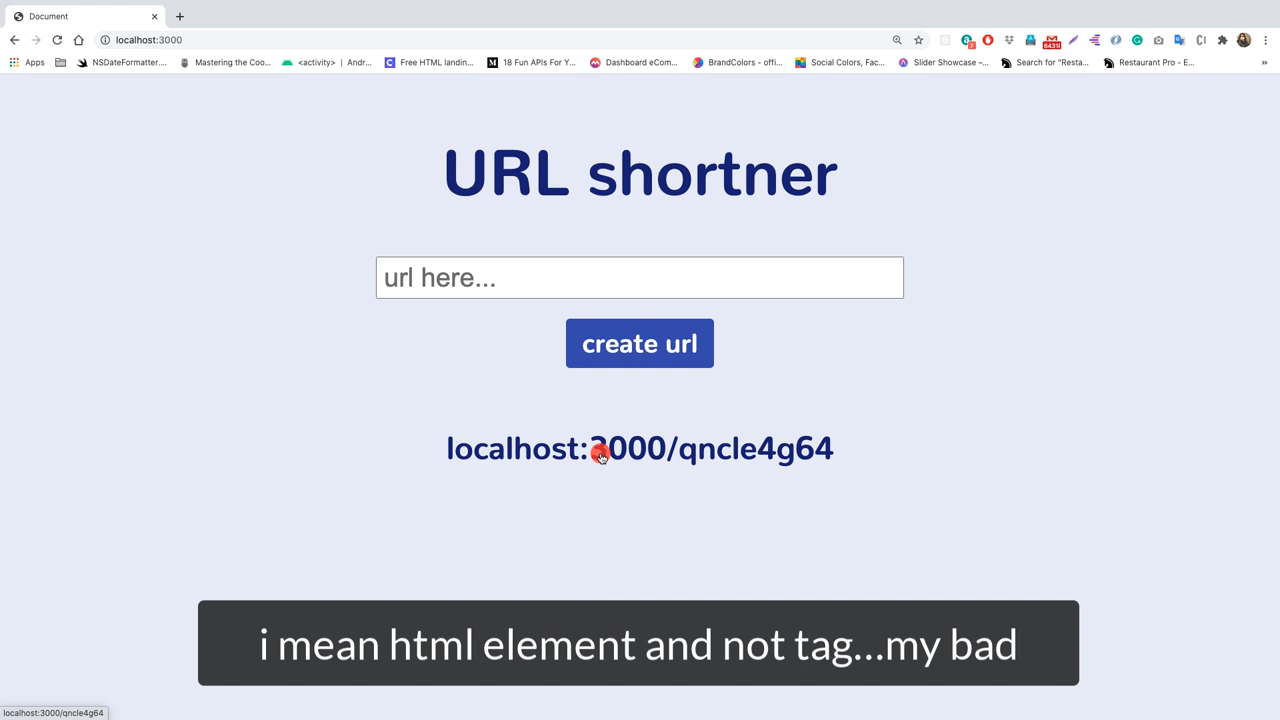 Document
localhost:3000
6431!
7
Apps
NSDateFormatter....
Mastering the Coo...
<activity> | Andr...
Free HTML landin...
18 Fun APIs For Y...
Dashboard eCom...
BrandColors - offi...
Social Colors, Fac...
Slider Showcase –...
Search for "Resta...
Restaurant Pro - E...
URL shortner
url here...
create url
localhost:3000/qncle4g64
i mean html element and not tag...my bad
localhost:3000/qncle4g64